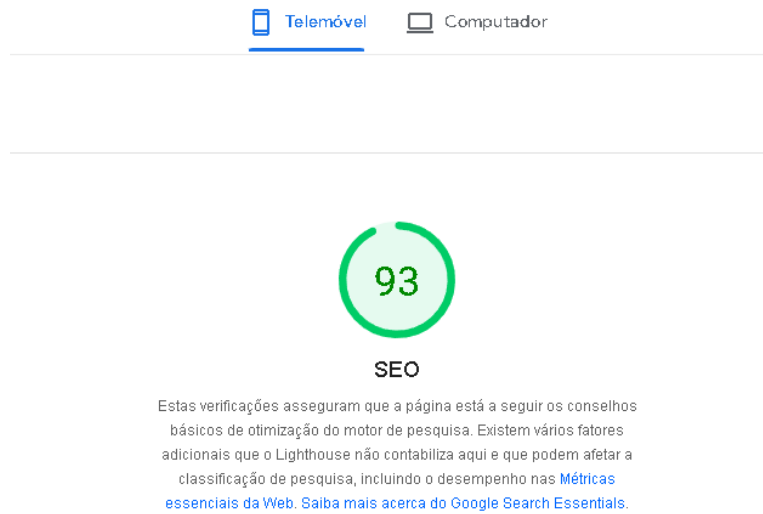 Telemóvel Computador
93
SEO
Estas verificações asseguram que a página está a seguir os conselhos
básicos de otimização do motor de pesquisa. Existem vários fatores
adicionais que o Lighthouse não contabiliza aqui e que podem afetar a
classificação de pesquisa, incluindo o desempenho nas Métricas
essenciais da Web. Saiba mais acerca do Google Search Essentials.